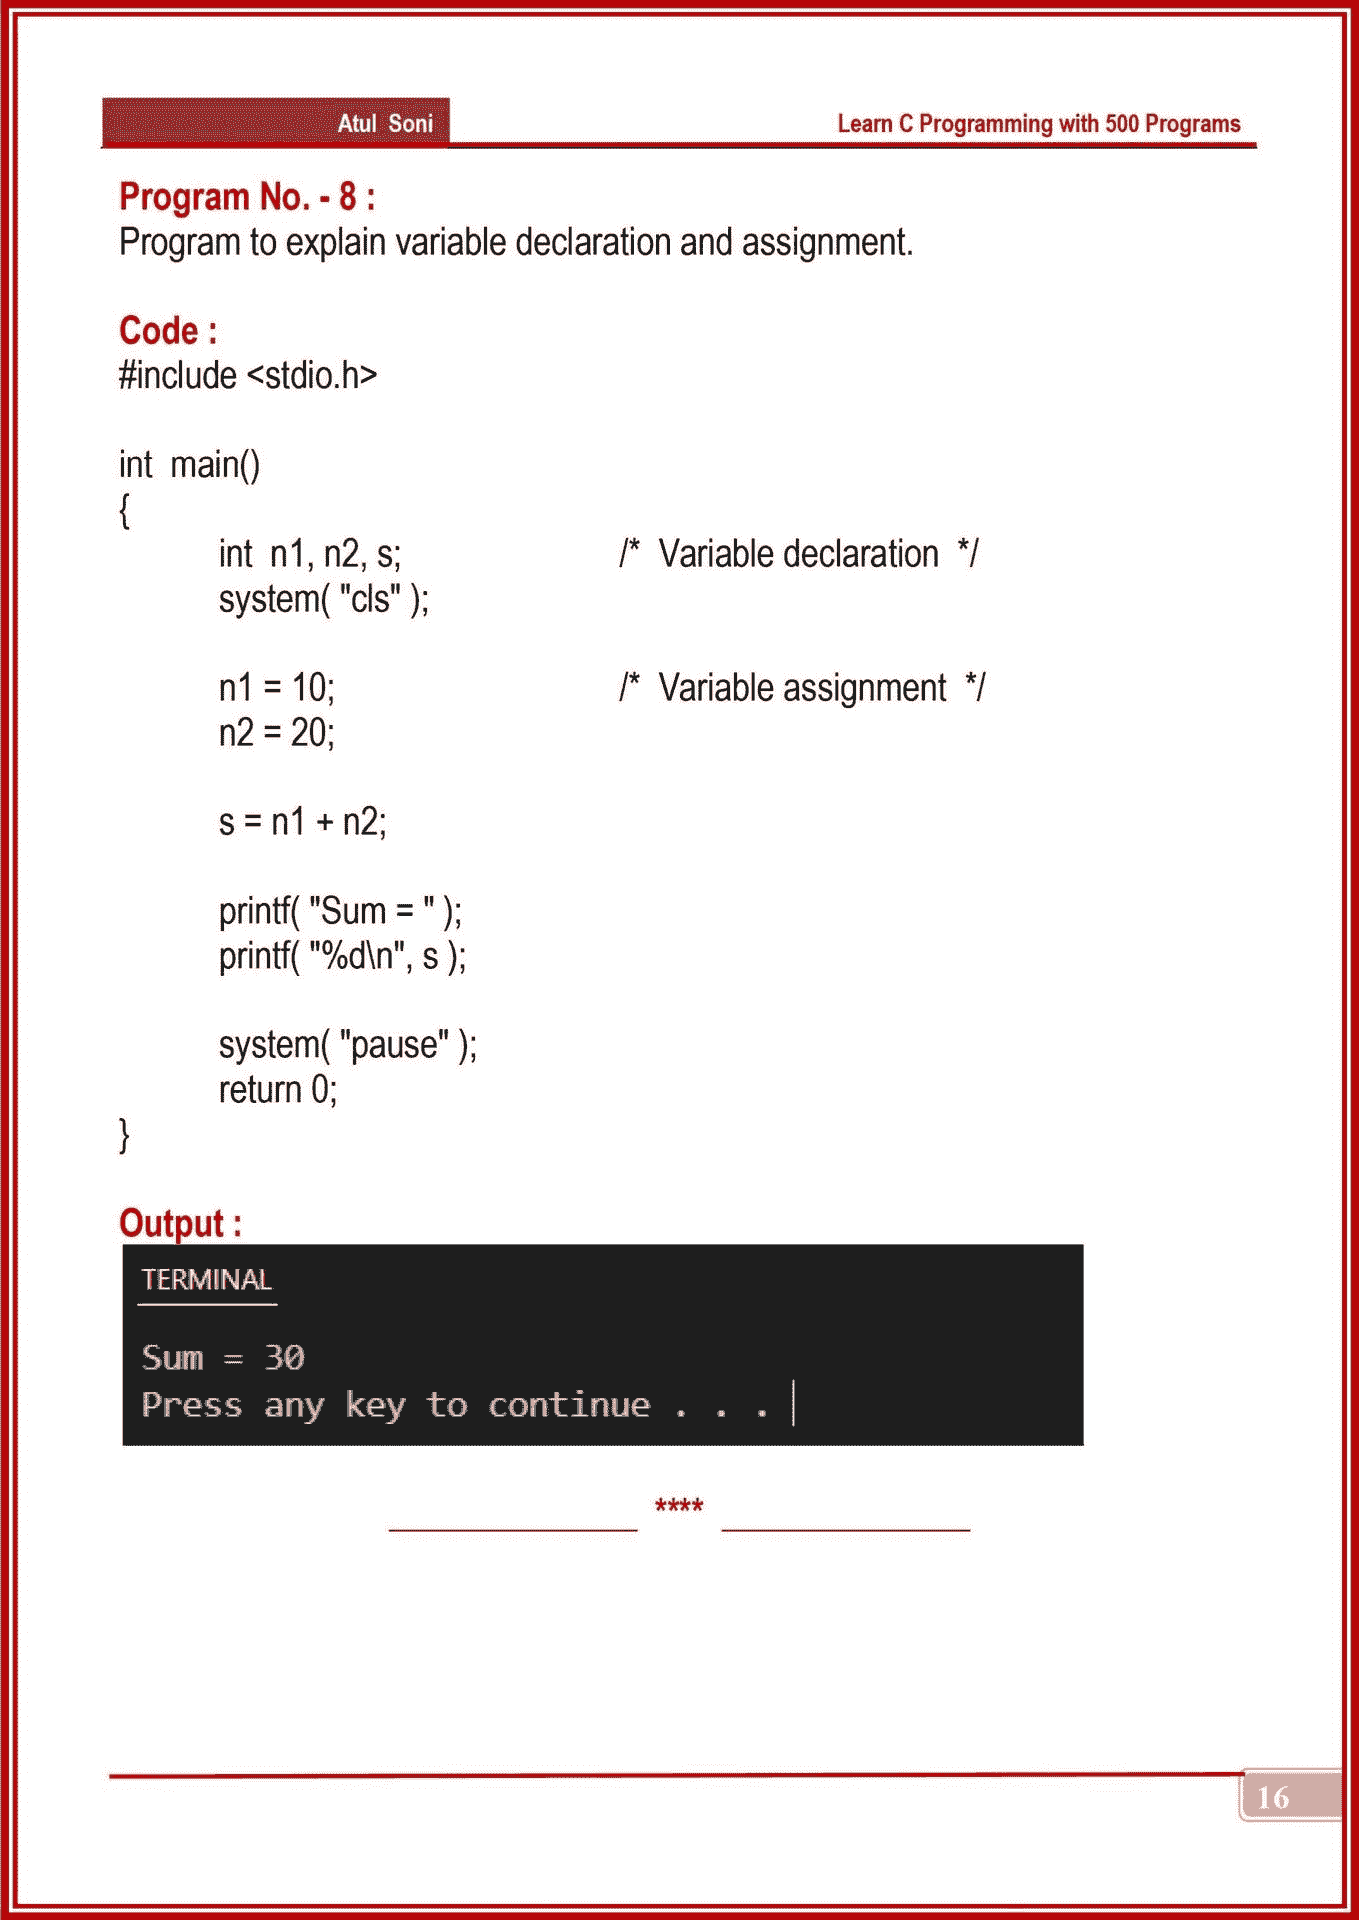 Atul  Soni
Learn C Programming with 500 Programs
Program No. - 8 :
Program to explain variable declaration and assignment.
Code :
#include <stdio.h>
int  main()
{
int  n1, n2, s;	/*  Variable declaration  */
system( "cls" );
n1 = 10;	/*  Variable assignment  */
n2 = 20;
s = n1 + n2;
printf( "Sum = " );
printf( "%d\n", s );
system( "pause" );
return 0;
}
Output :
TERMINAL
Sum = 30
Press any key to continue . . .
****
16